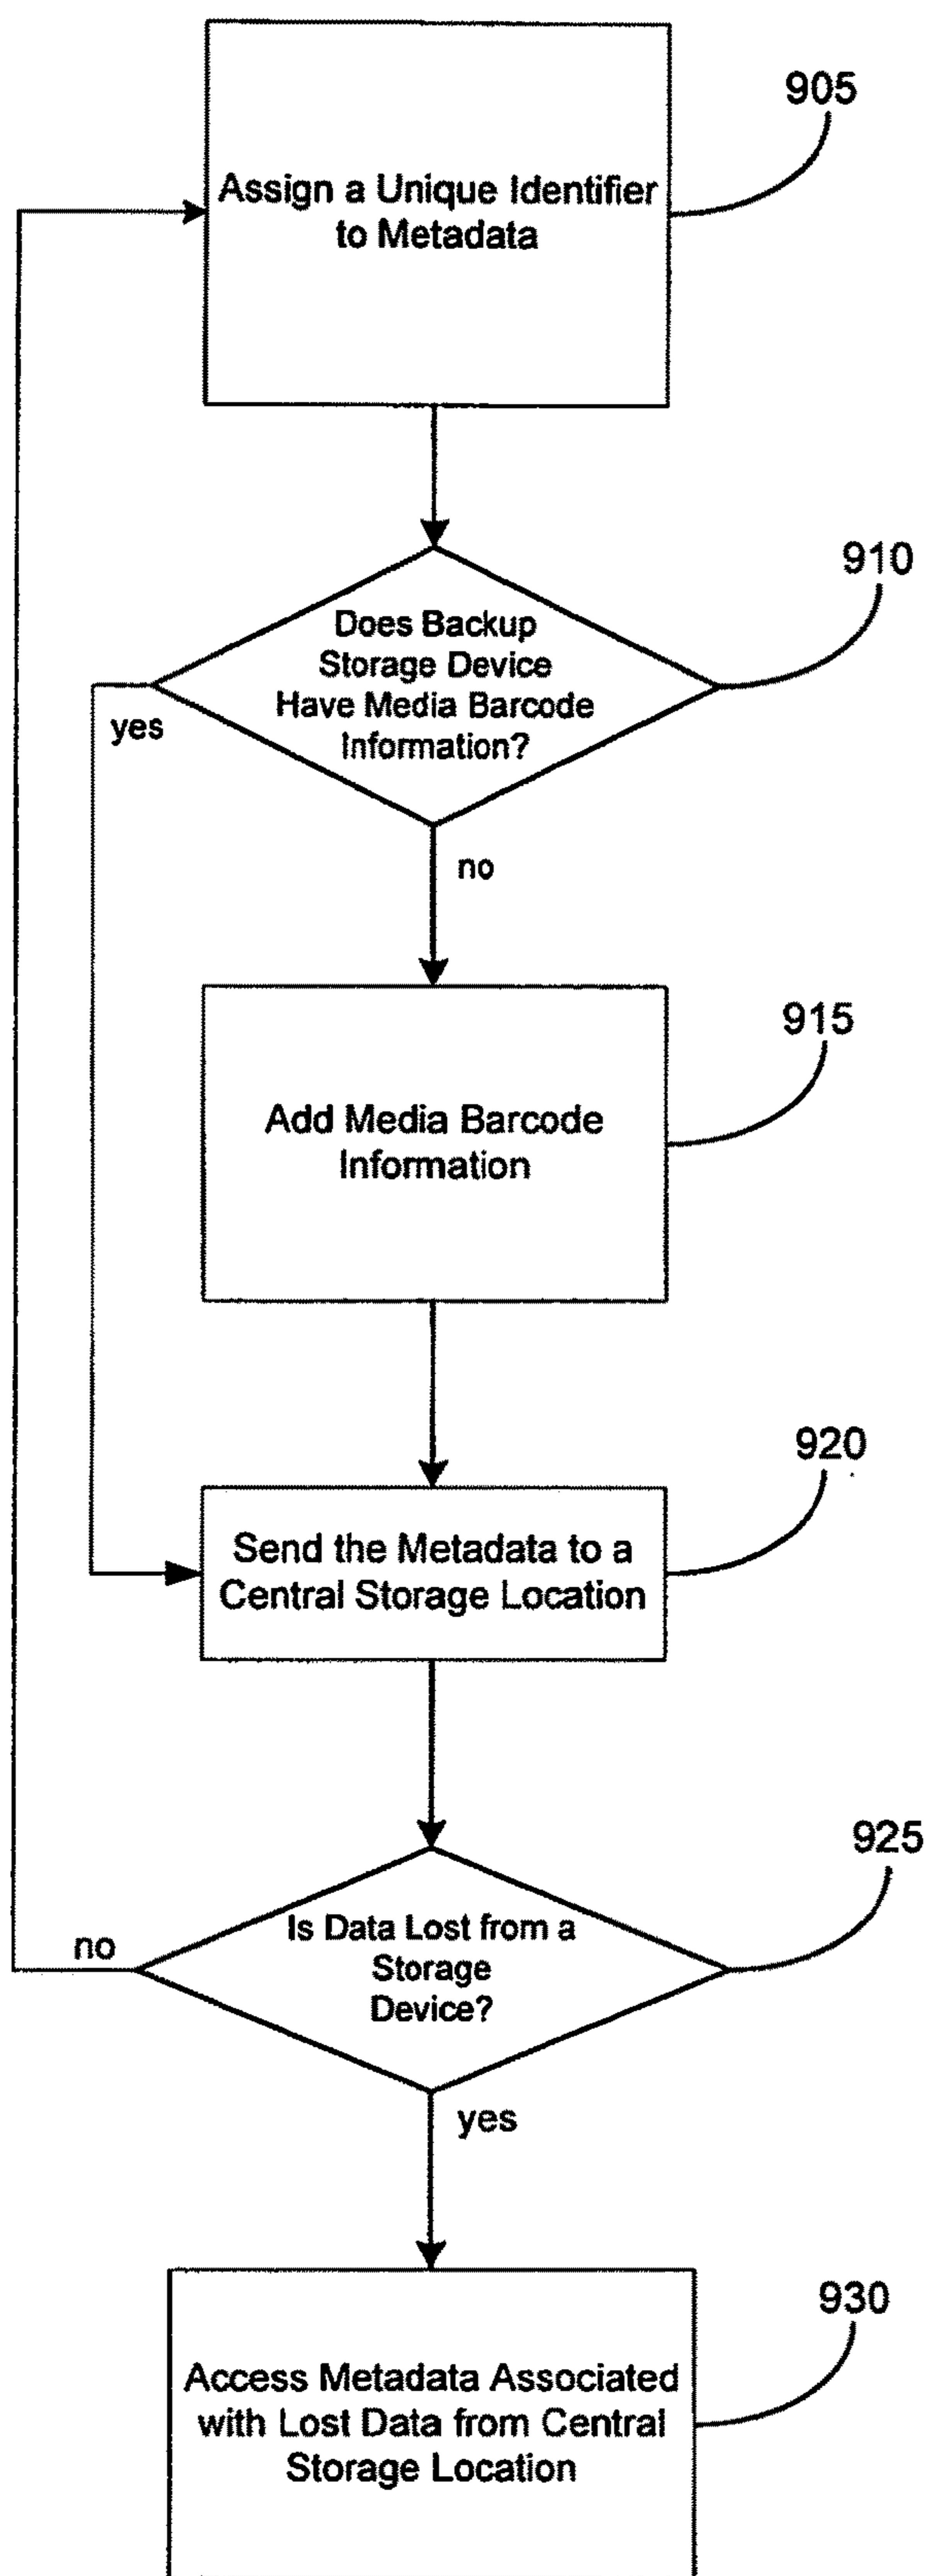 905
Assign a Unique Identifier
to Metadata
910
Does Backup
Storage Device
Have Media Barcode
Information?
yes
no
915
Add Media Barcode
Information
920
Send the Metadata to a
Central Storage Location
925
Is Data Lost from a
Storage
Device?
no
yes
930
Access Metadata Associated
with Lost Data from Central
Storage Location